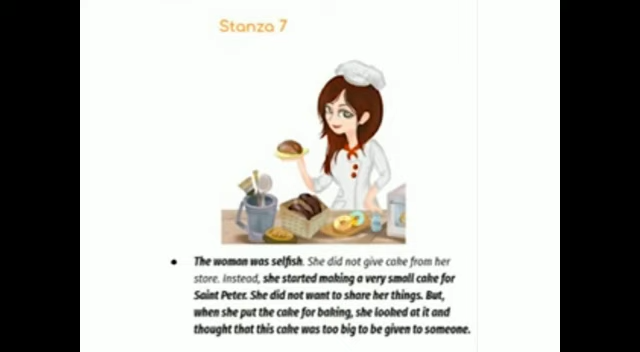 Stanza 7
• The woman was selfish. She did not give cake from her
store. Instead, she started making a very small cake for
Saint Peter. She did not want to share her things. But,
when she put the cake for baking, she looked at it and
thought that this cake was too big to be given to someone.